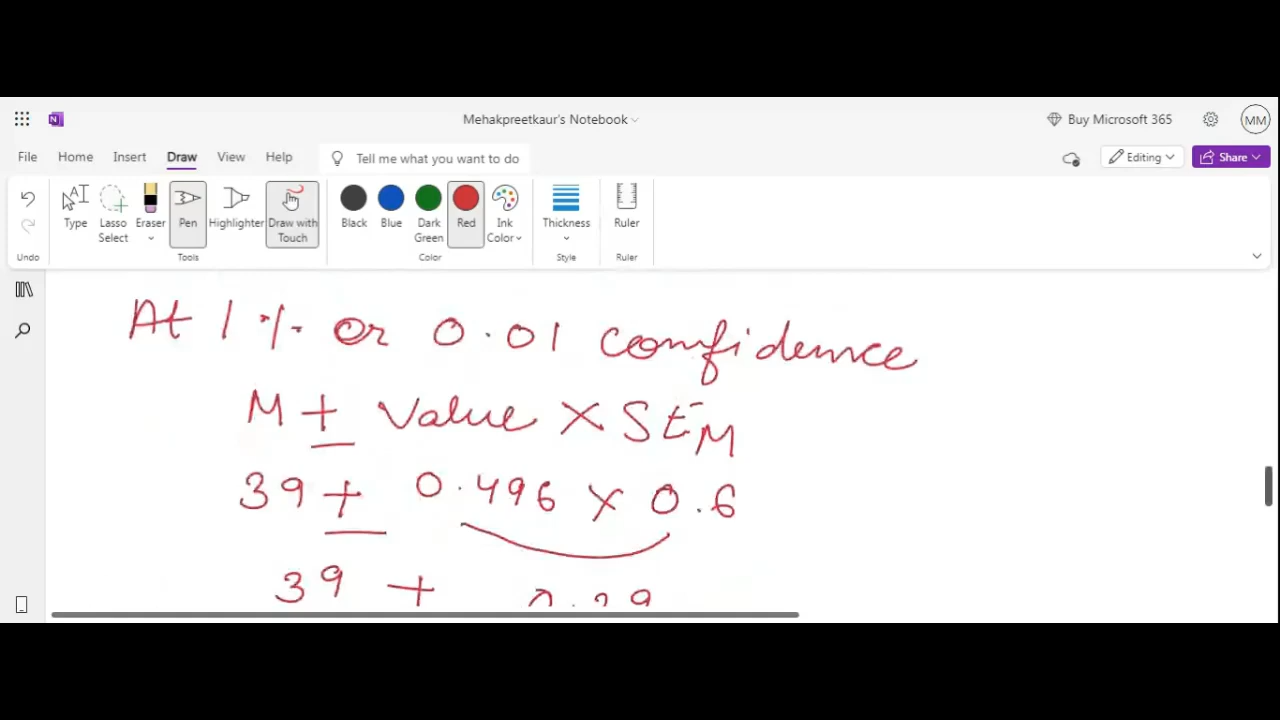 Mehakpreetkaur's Notebook
Buy Microsoft 365
MM
File Home Insert Draw View Help Tell me what you want to do
Editing Share
Type Lasso Select Eraser Pen Highlighter Draw with Touch Black Blue Dark Green Red Ink Color Thickness Ruler
Undo Tools Color Style Ruler
At 1 % or 0.01 confidence
M ± Value × SEM
39 ± 0.496 × 0.6
39 +